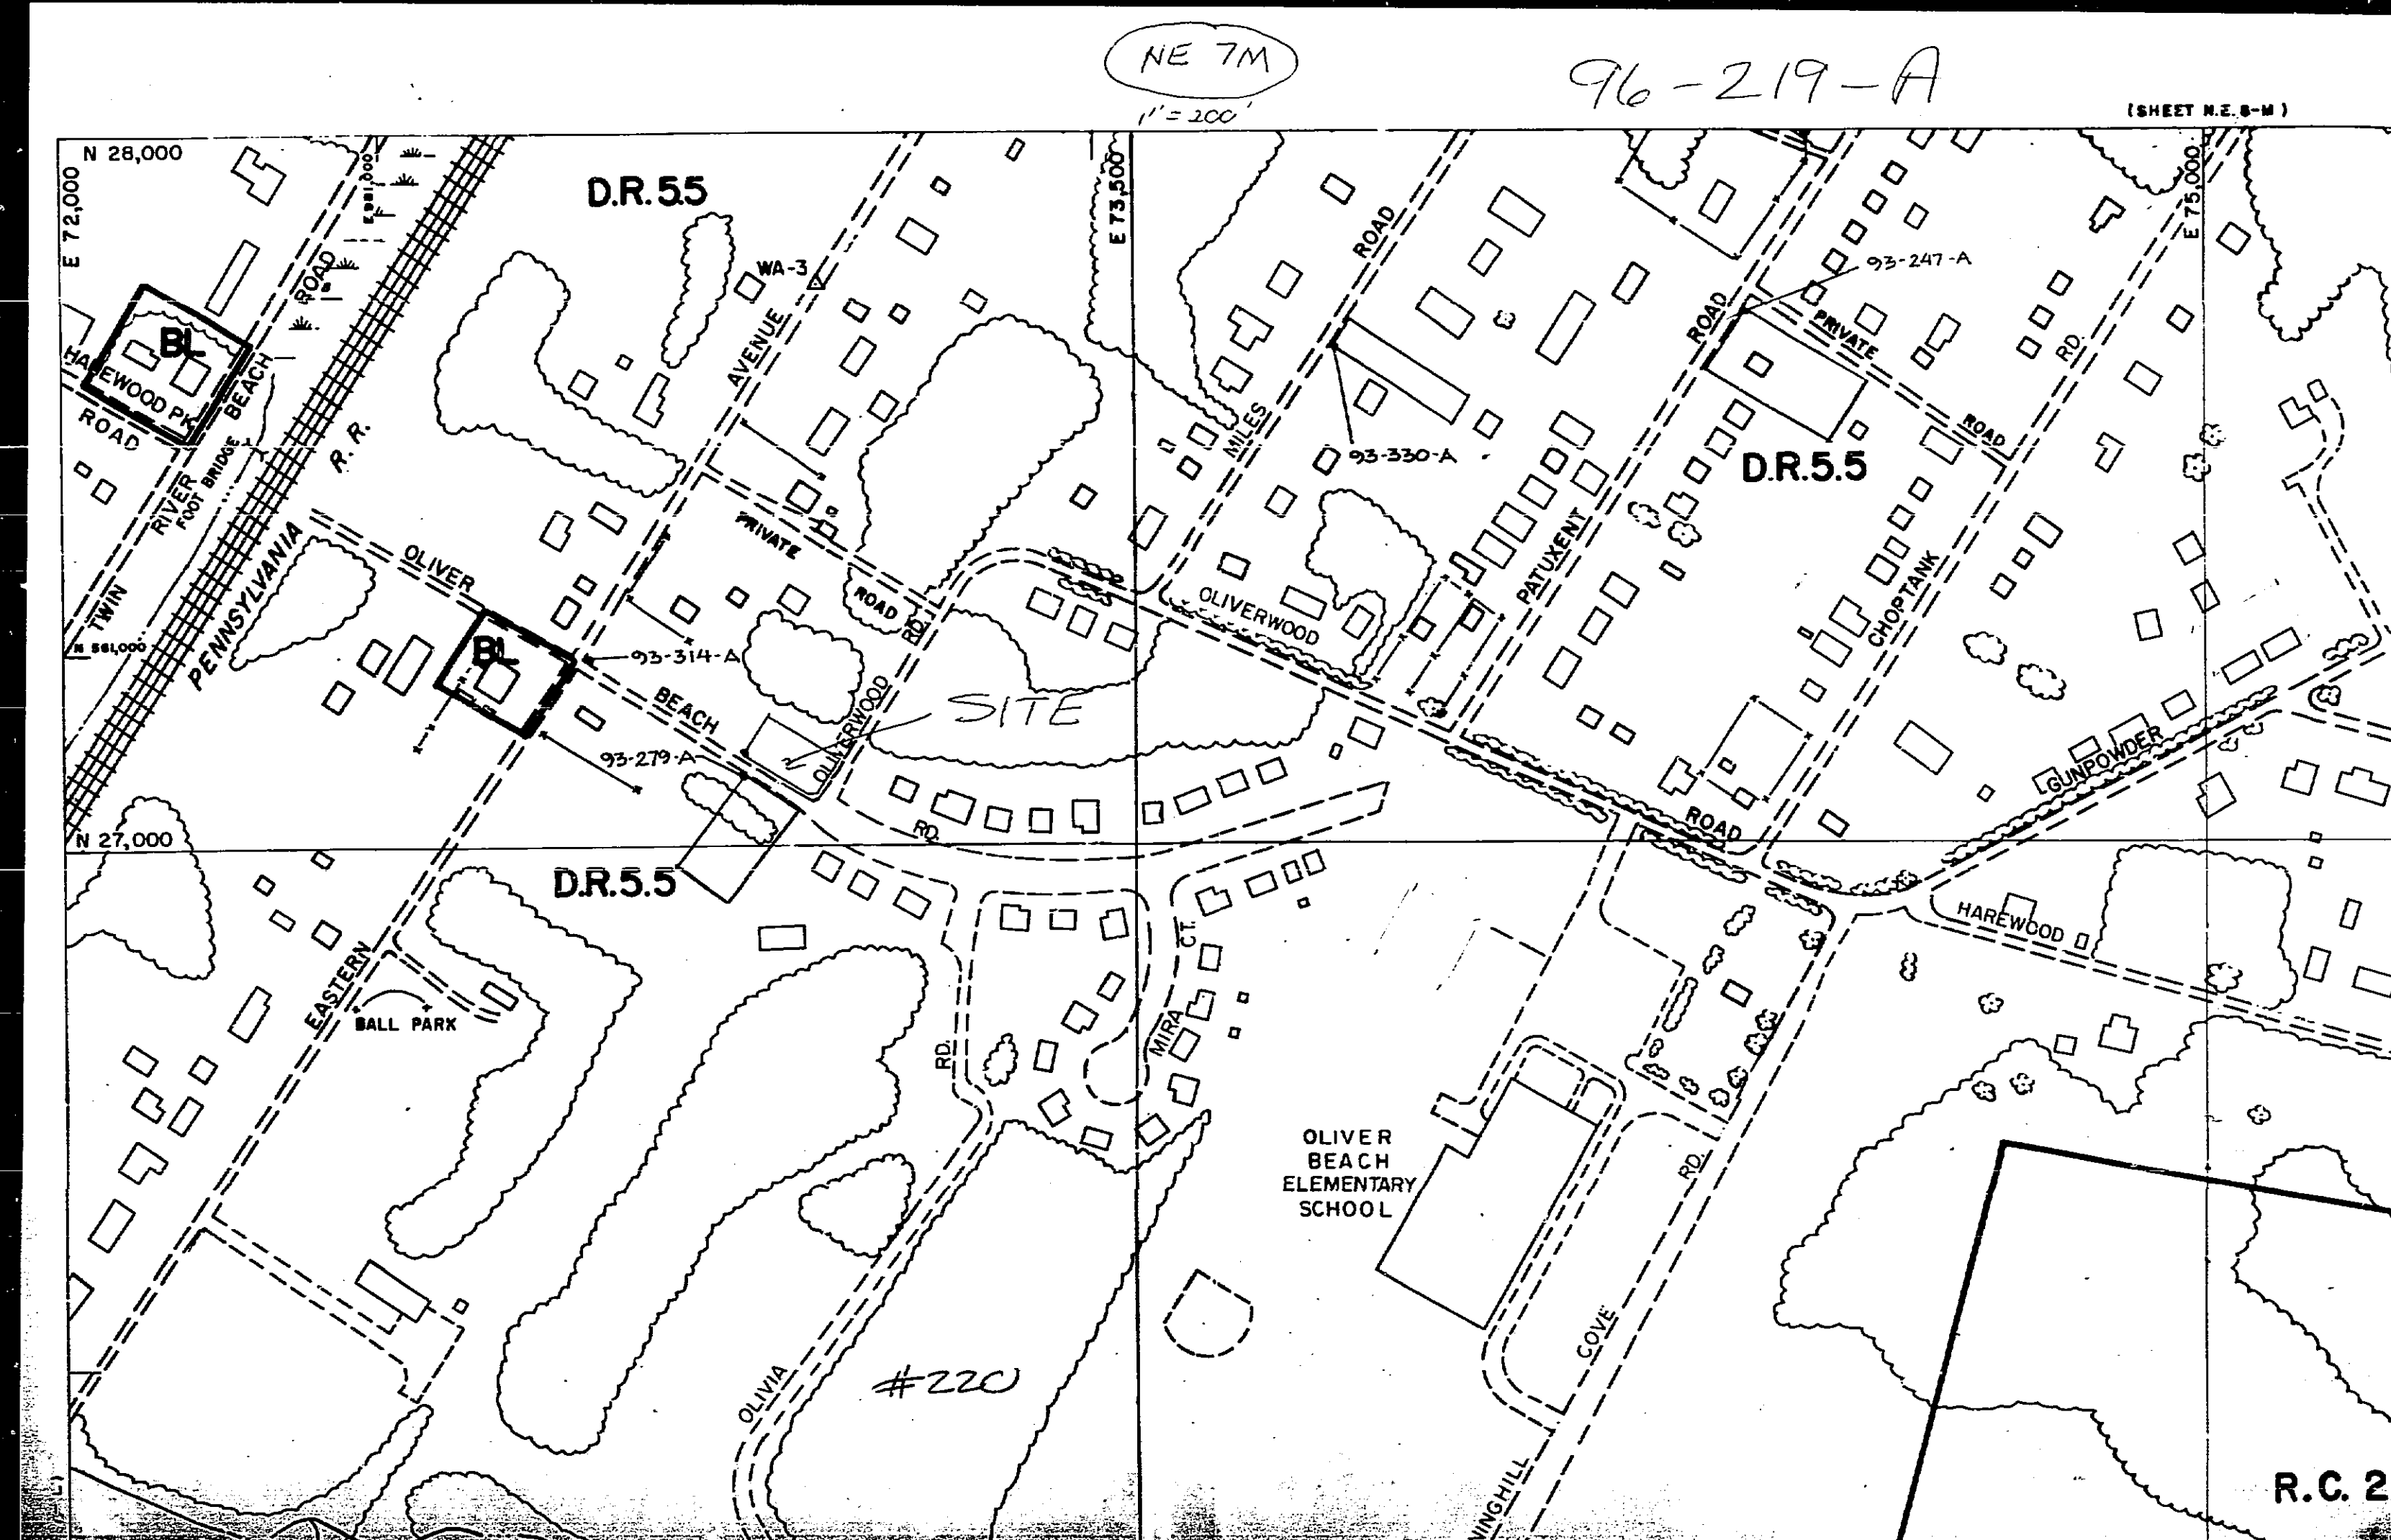 NE 7M
1" = 200'
96-219-A
(SHEET N.E. 8-M)
N 28,000
E 72,000
E 981,000
D.R. 5.5
E 73,500
E 75,000
WA-3
AVENUE
ROAD
ROAD
93-247-A
PRIVATE
ROAD
RD.
BL
HAREWOOD PK.
ROAD
BEACH
ROAD
RIVER
FOOT BRIDGE
TWIN
PENNSYLVANIA
R. R.
MILES
93-330-A
D.R. 5.5
OLIVER
PRIVATE
ROAD
RD.
PATUXENT
CHOPTANK
OLIVERWOOD
N 561,000
BL
93-314-A
BEACH
SITE
OLIVERWOOD
93-279-A
GUNPOWDER
ROAD
RD.
N 27,000
D.R. 5.5
HAREWOOD
EASTERN
BALL PARK
CT.
MIRA
RD.
OLIVER
BEACH
ELEMENTARY
SCHOOL
RD.
COVE
OLIVIA
#220
NINGHILL
R.C. 2